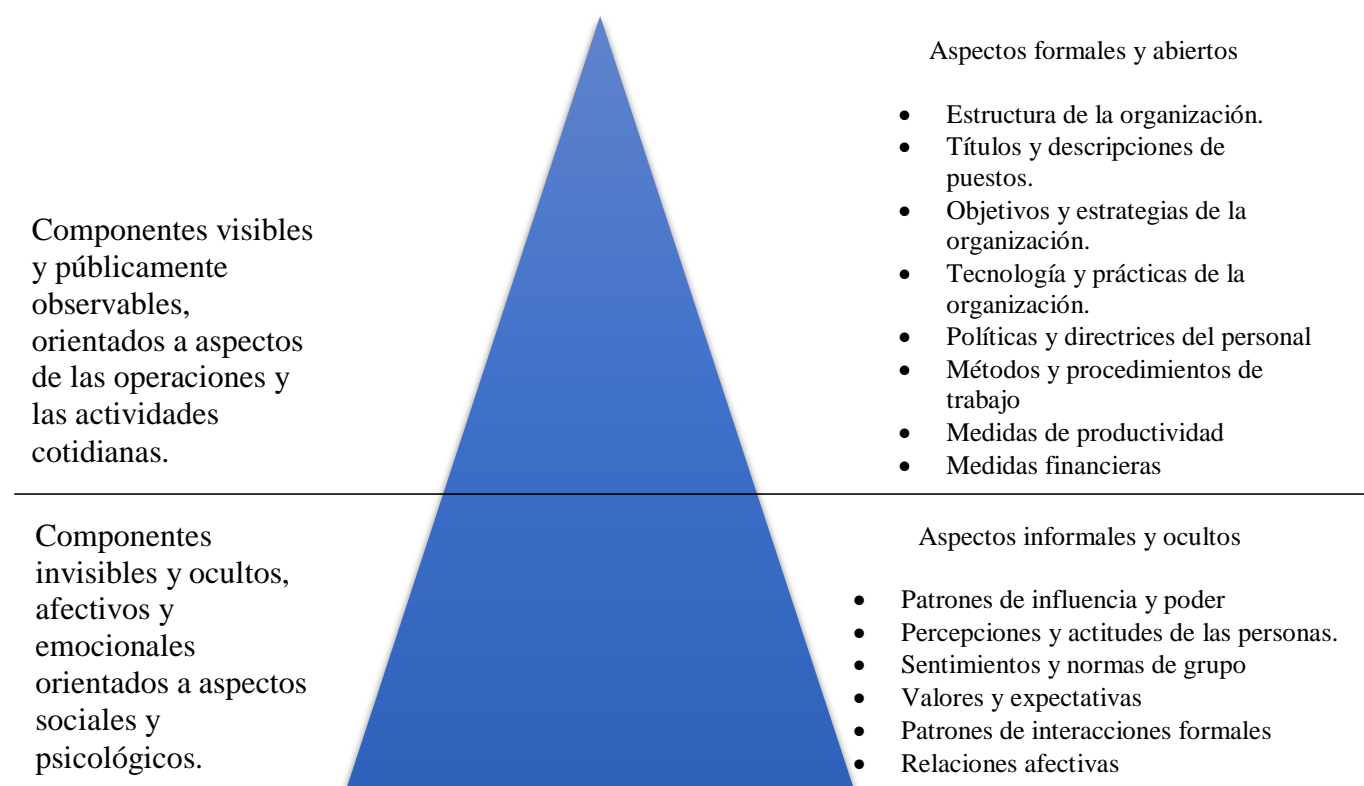 Componentes visibles
y públicamente
observables,
orientados a aspectos
de las operaciones y
las actividades
cotidianas.
Aspectos formales y abiertos
• Estructura de la organización.
• Títulos y descripciones de
puestos.
• Objetivos y estrategias de la
organización.
• Tecnología y prácticas de la
organización.
• Políticas y directrices del personal
• Métodos y procedimientos de
trabajo
• Medidas de productividad
• Medidas financieras
Componentes
invisibles y ocultos,
afectivos y
emocionales
orientados a aspectos
sociales y
psicológicos.
Aspectos informales y ocultos
• Patrones de influencia y poder
• Percepciones y actitudes de las personas.
• Sentimientos y normas de grupo
• Valores y expectativas
• Patrones de interacciones formales
• Relaciones afectivas